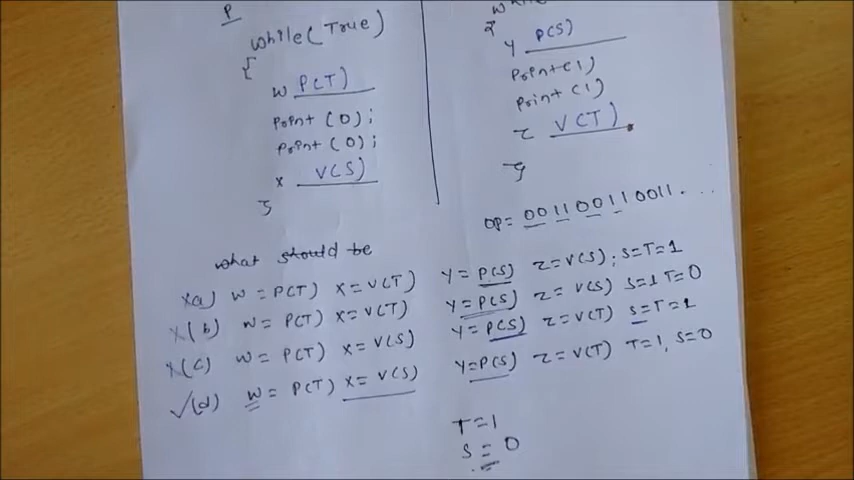 P
while(True)
{
W P(T)
print (0);
print (0);
X V(S)
}
while
{
Y P(S)
print(1)
print (1)
Z V(T)
}
OP= 00110011 0011. . . .
what should be
X a) W = P(T) X = V(T) Y = P(S) Z = V(S); S=T=1
X (b) W = P(T) X = V(T) Y = P(S) Z = V(S) S=1 T=0
X (c) W = P(T) X = V(S) Y = P(S) Z = V(T) S=T=1
✓(d) W = P(T) X = V(S) Y=P(S) Z = V(T) T=1, S=0
T=1
S = 0